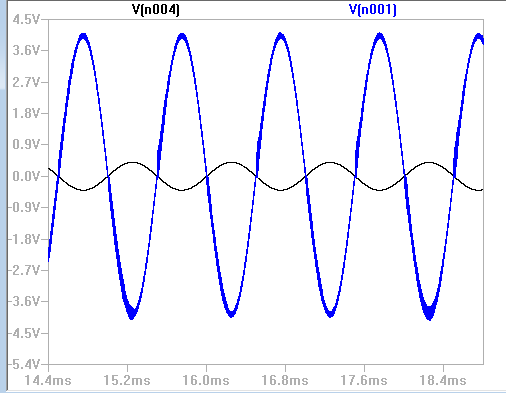 V(n004) V(n001)
4.5V
3.6V
2.7V
1.8V
0.9V
0.0V
-0.9V
-1.8V
-2.7V
-3.6V
-4.5V
-5.4V
14.4ms 15.2ms 16.0ms 16.8ms 17.6ms 18.4ms